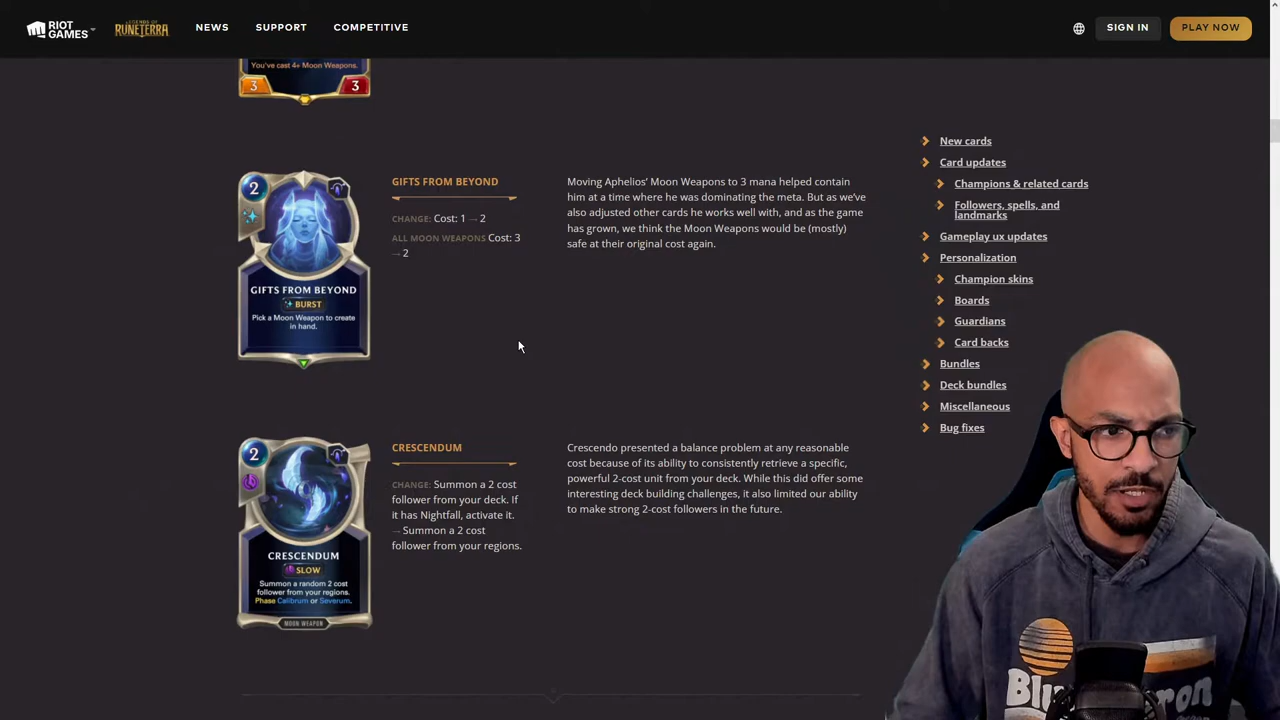 RIOT GAMES
LEGENDS OF RUNETERRA
NEWS
SUPPORT
COMPETITIVE
SIGN IN
PLAY NOW
You've cast 4+ Moon Weapons.
3
3
2
GIFTS FROM BEYOND
BURST
Pick a Moon Weapon to create
in hand.
GIFTS FROM BEYOND
CHANGE: Cost: 1 → 2
ALL MOON WEAPONS Cost: 3
→ 2
Moving Aphelios' Moon Weapons to 3 mana helped contain
him at a time where he was dominating the meta. But as we've
also adjusted other cards he works well with, and as the game
has grown, we think the Moon Weapons would be (mostly)
safe at their original cost again.
2
CRESCENDUM
SLOW
Summon a random 2 cost
follower from your regions.
Phase Calibrum or Severum.
MOON WEAPON
CRESCENDUM
CHANGE: Summon a 2 cost
follower from your deck. If
it has Nightfall, activate it.
→ Summon a 2 cost
follower from your regions.
Crescendo presented a balance problem at any reasonable
cost because of its ability to consistently retrieve a specific,
powerful 2-cost unit from your deck. While this did offer some
interesting deck building challenges, it also limited our ability
to make strong 2-cost followers in the future.
New cards
Card updates
Champions & related cards
Followers, spells, and
landmarks
Gameplay ux updates
Personalization
Champion skins
Boards
Guardians
Card backs
Bundles
Deck bundles
Miscellaneous
Bug fixes